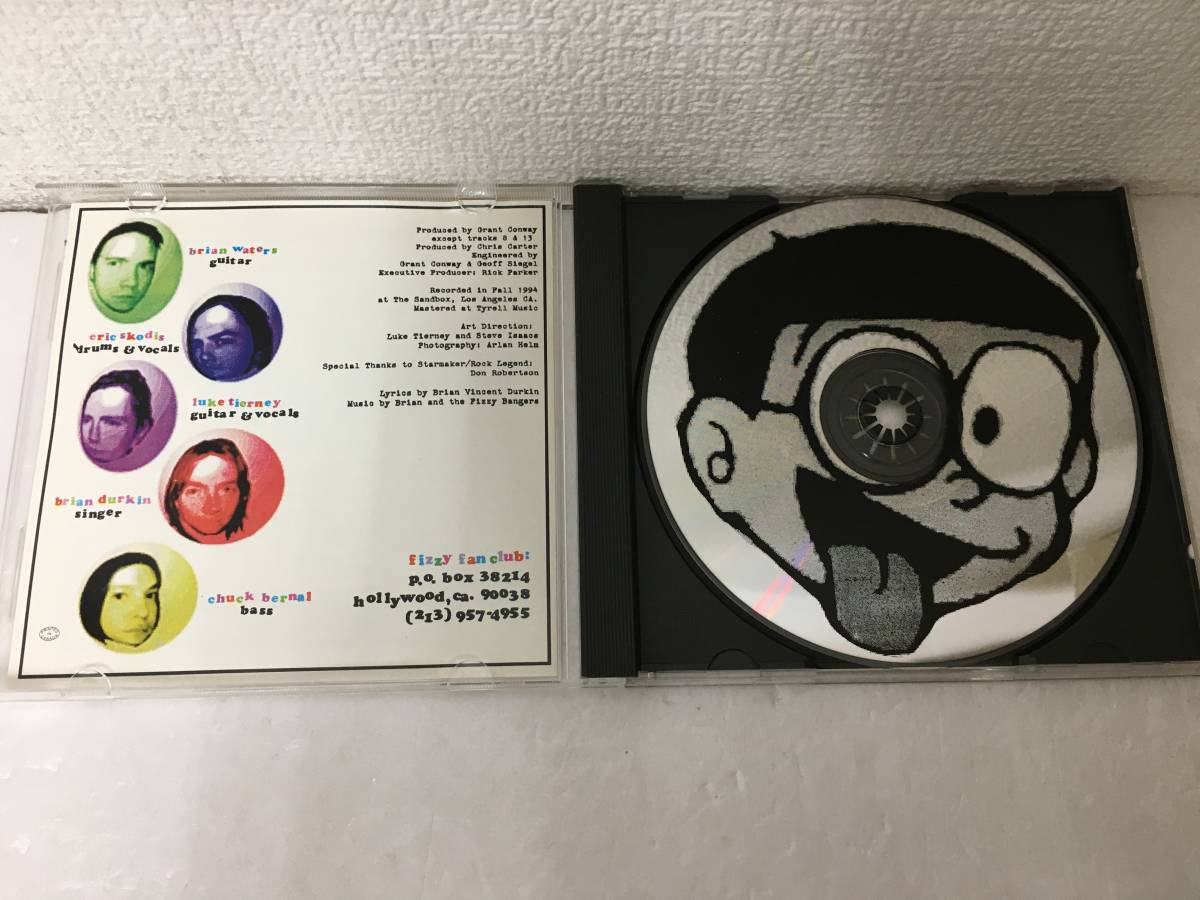 brian waters
guitar
eric skodis
drums & vocals
luke tierney
guitar & vocals
brian durkin
singer
chuck bernal
bass
Produced by Grant Conway
except tracks 8 & 13
Produced by Chris Carter
Engineered by
Grant Conway & Geoff Siegel
Executive Producer: Rick Parker
Recorded in Fall 1994
at The Sandbox, Los Angeles CA.
Mastered at Tyrell Music
Art Direction:
Luke Tierney and Steve Isaacs
Photography: Arlan Helm
Special Thanks to Starmaker/Rock Legend:
Don Robertson
Lyrics by Brian Vincent Durkin
Music by Brian and the Fizzy Bangers
fizzy fan club:
p.o. box 38214
hollywood, ca. 90038
(213) 957-4955